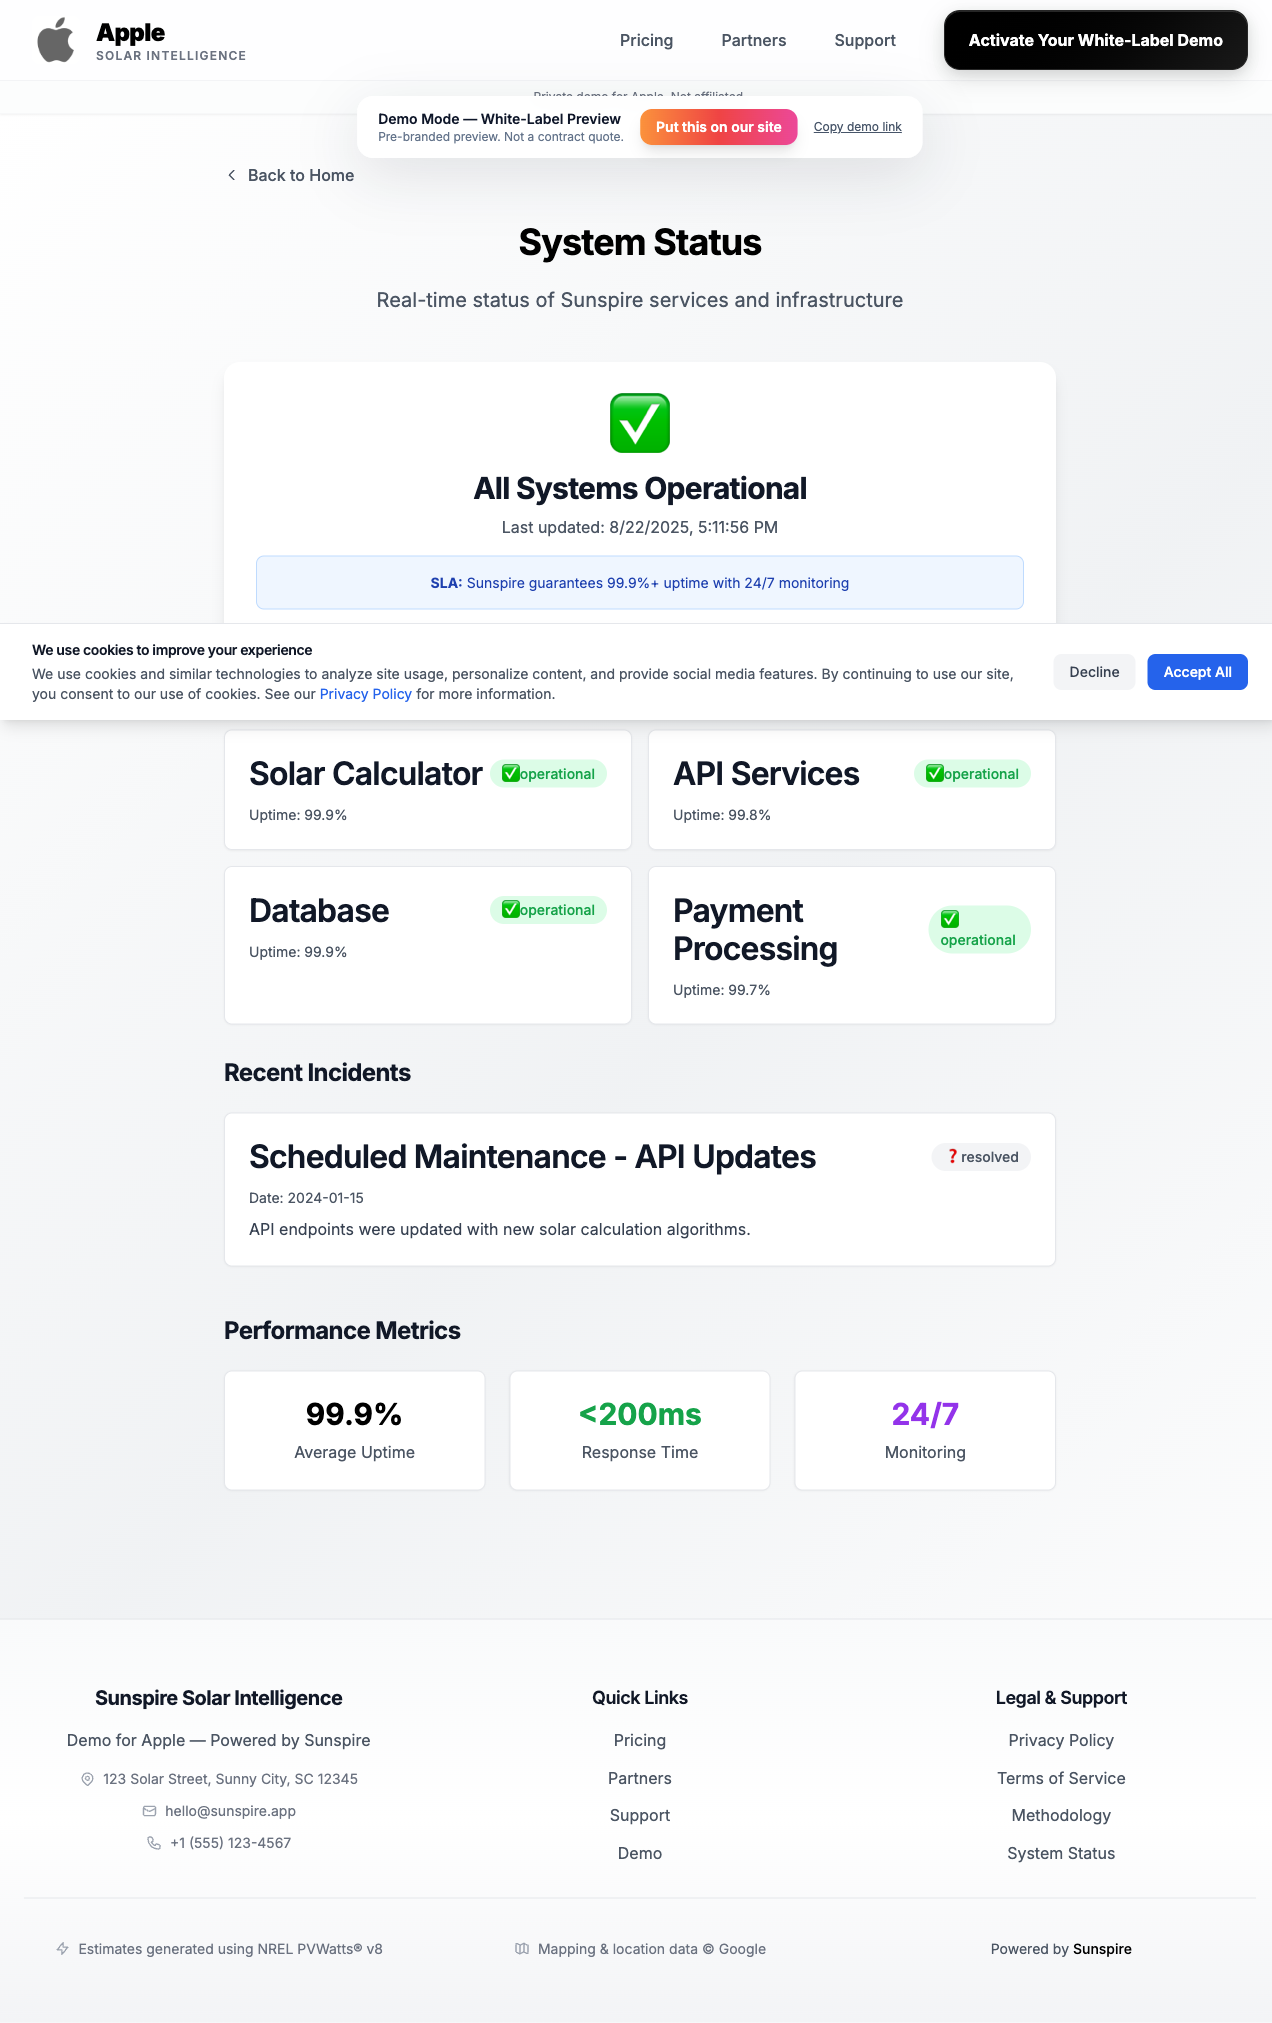 Apple
SOLAR INTELLIGENCE
Pricing
Partners
Support
Activate Your White-Label Demo
Private demo for Apple. Not affiliated
Demo Mode — White-Label Preview
Pre-branded preview. Not a contract quote.
Put this on our site
Copy demo link
Back to Home
System Status
Real-time status of Sunspire services and infrastructure
All Systems Operational
Last updated: 8/22/2025, 5:11:56 PM
SLA: Sunspire guarantees 99.9%+ uptime with 24/7 monitoring
We use cookies to improve your experience
We use cookies and similar technologies to analyze site usage, personalize content, and provide social media features. By continuing to use our site,
you consent to our use of cookies. See our Privacy Policy for more information.
Decline
Accept All
Solar Calculator
✅operational
Uptime: 99.9%
API Services
✅operational
Uptime: 99.8%
Database
✅operational
Uptime: 99.9%
Payment
Processing
✅
operational
Uptime: 99.7%
Recent Incidents
Scheduled Maintenance - API Updates
❓resolved
Date: 2024-01-15
API endpoints were updated with new solar calculation algorithms.
Performance Metrics
99.9%
Average Uptime
<200ms
Response Time
24/7
Monitoring
Sunspire Solar Intelligence
Demo for Apple — Powered by Sunspire
123 Solar Street, Sunny City, SC 12345
hello@sunspire.app
+1 (555) 123-4567
Quick Links
Pricing
Partners
Support
Demo
Legal & Support
Privacy Policy
Terms of Service
Methodology
System Status
Estimates generated using NREL PVWatts® v8
Mapping & location data © Google
Powered by Sunspire